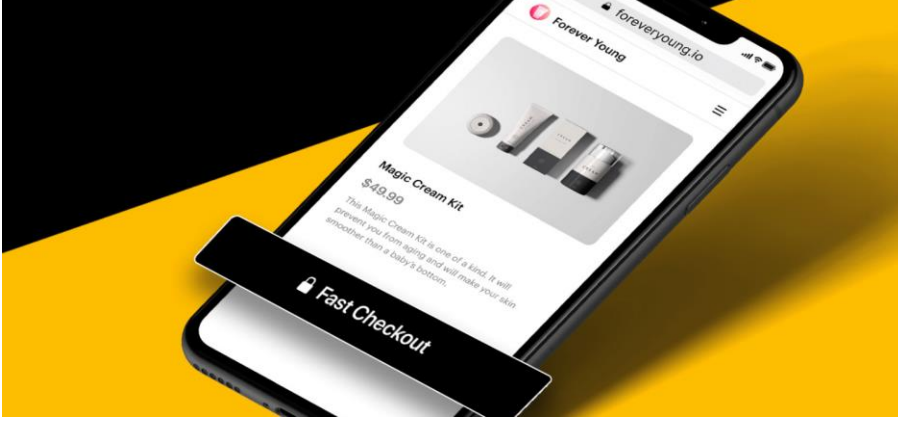 foreveryoung.io
Forever Young
Magic Cream Kit
$49.99
This Magic Cream Kit is one of a kind. It will
prevent you from aging and will make your skin
smoother than a baby's bottom.
Fast Checkout